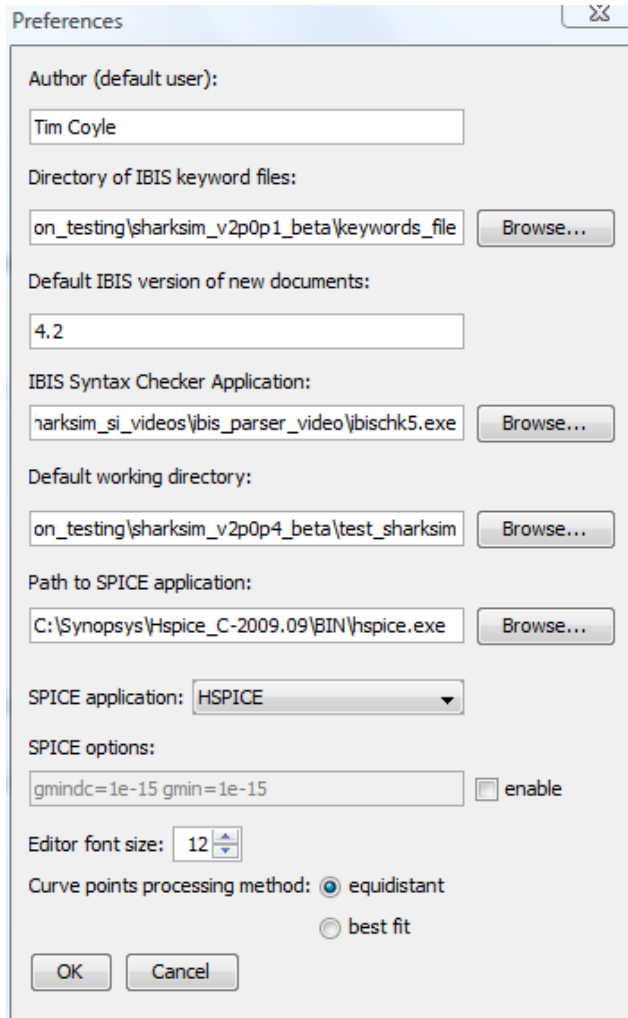 Preferences
Author (default user):
Tim Coyle
Directory of IBIS keyword files:
on_testing\sharksim_v2p0p1_beta\keywords_file Browse...
Default IBIS version of new documents:
4.2
IBIS Syntax Checker Application:
harksim_si_videos\ibis_parser_video\ibischk5.exe Browse...
Default working directory:
on_testing\sharksim_v2p0p4_beta\test_sharksim Browse...
Path to SPICE application:
C:\Synopsys\Hspice_C-2009.09\BIN\hspice.exe Browse...
SPICE application: HSPICE
SPICE options:
gmindc=1e-15 gmin=1e-15 enable
Editor font size: 12
Curve points processing method: equidistant
best fit
OK Cancel